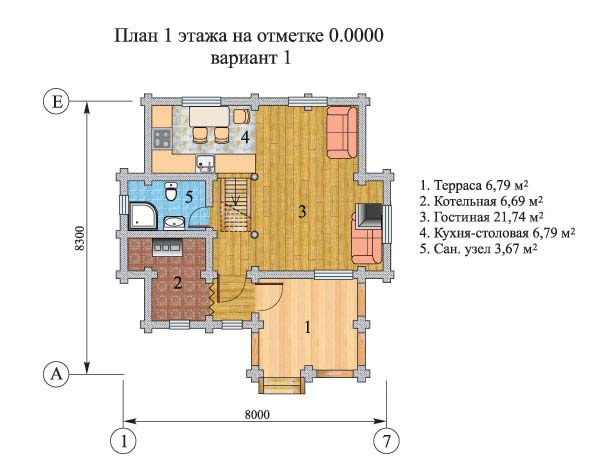 План 1 этажа на отметке 0.0000
вариант 1
Е
4
1. Терраса 6,79 м²
2. Котельная 6,69 м²
3. Гостиная 21,74 м²
4. Кухня-столовая 6,79 м²
5. Сан. узел 3,67 м²
5
3
8300
2
1
А
8000
1
7